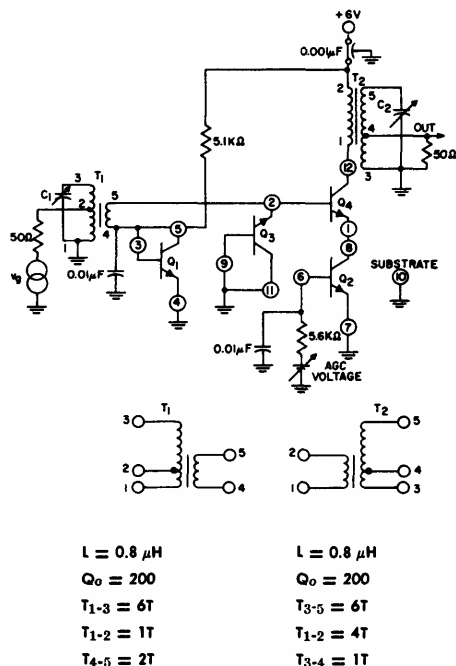 +6V
0.001µF
T2
2
5
C2
5.1KΩ
4
OUT
1
50Ω
12
3
T1
C1
3
2
5
2
Q4
1
50Ω
1
4
5
3
Q1
Q3
8
SUBSTRATE
10
vg
0.01µF
9
11
6
Q2
4
7
0.01µF
5.6KΩ
AGC
VOLTAGE
T1
T2
3
5
2
5
2
4
1
4
1
3
L = 0.8 µH
Qo = 200
T1-3 = 6T
T1-2 = 1T
T4-5 = 2T
L = 0.8 µH
Qo = 200
T3-5 = 6T
T1-2 = 4T
T3-4 = 1T